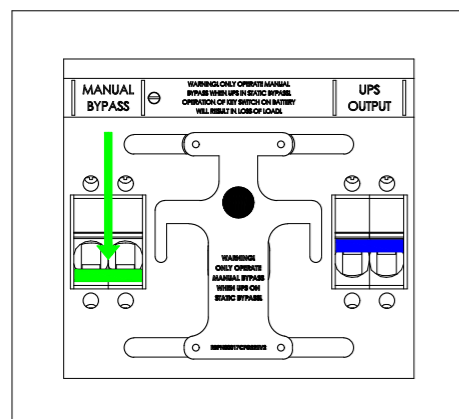 MANUAL
BYPASS
WARNING!! ONLY OPERATE MANUAL
BYPASS WHEN UPS IN STATIC BYPASS.
OPERATION OF KEY SWITCH ON BATTERY
WILL RESULT IN LOSS OF LOAD!.
UPS
OUTPUT
WARNING!
ONLY OPERATE
MANUAL BYPASS
WHEN UPS ON
STATIC BYPASS.